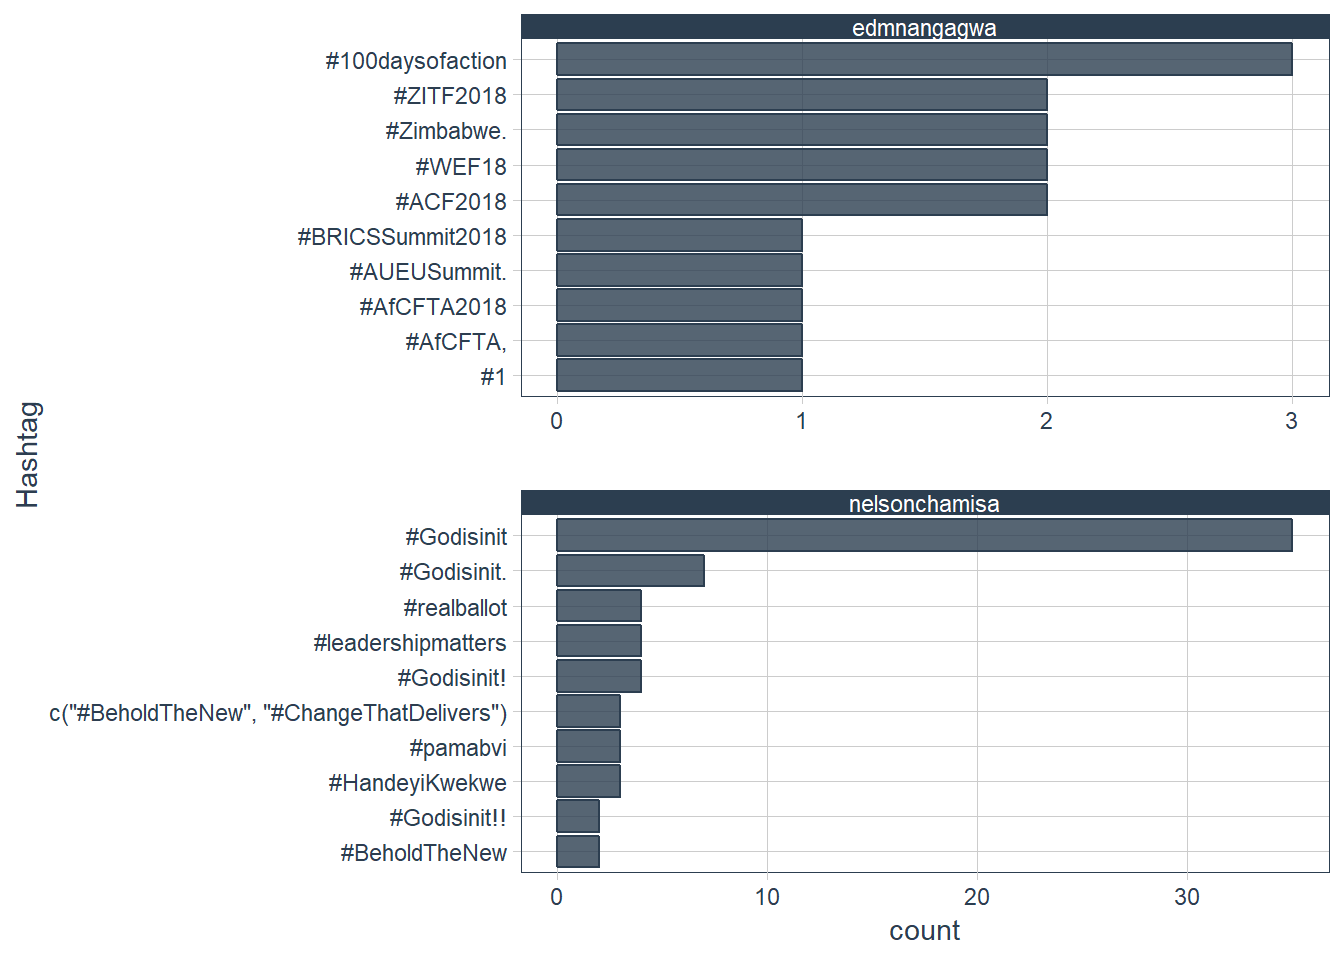 edmnangagwa
#100daysofaction
#ZITF2018
#Zimbabwe.
#WEF18
#ACF2018
#BRICSSummit2018
#AUEUSummit.
#AfCFTA2018
#AfCFTA,
#1
0 1 2 3
Hashtag
nelsonchamisa
#Godisinit
#Godisinit.
#realballot
#leadershipmatters
#Godisinit!
c("#BeholdTheNew", "#ChangeThatDelivers")
#pamabvi
#HandeyiKwekwe
#Godisinit!!
#BeholdTheNew
0 10 20 30
count